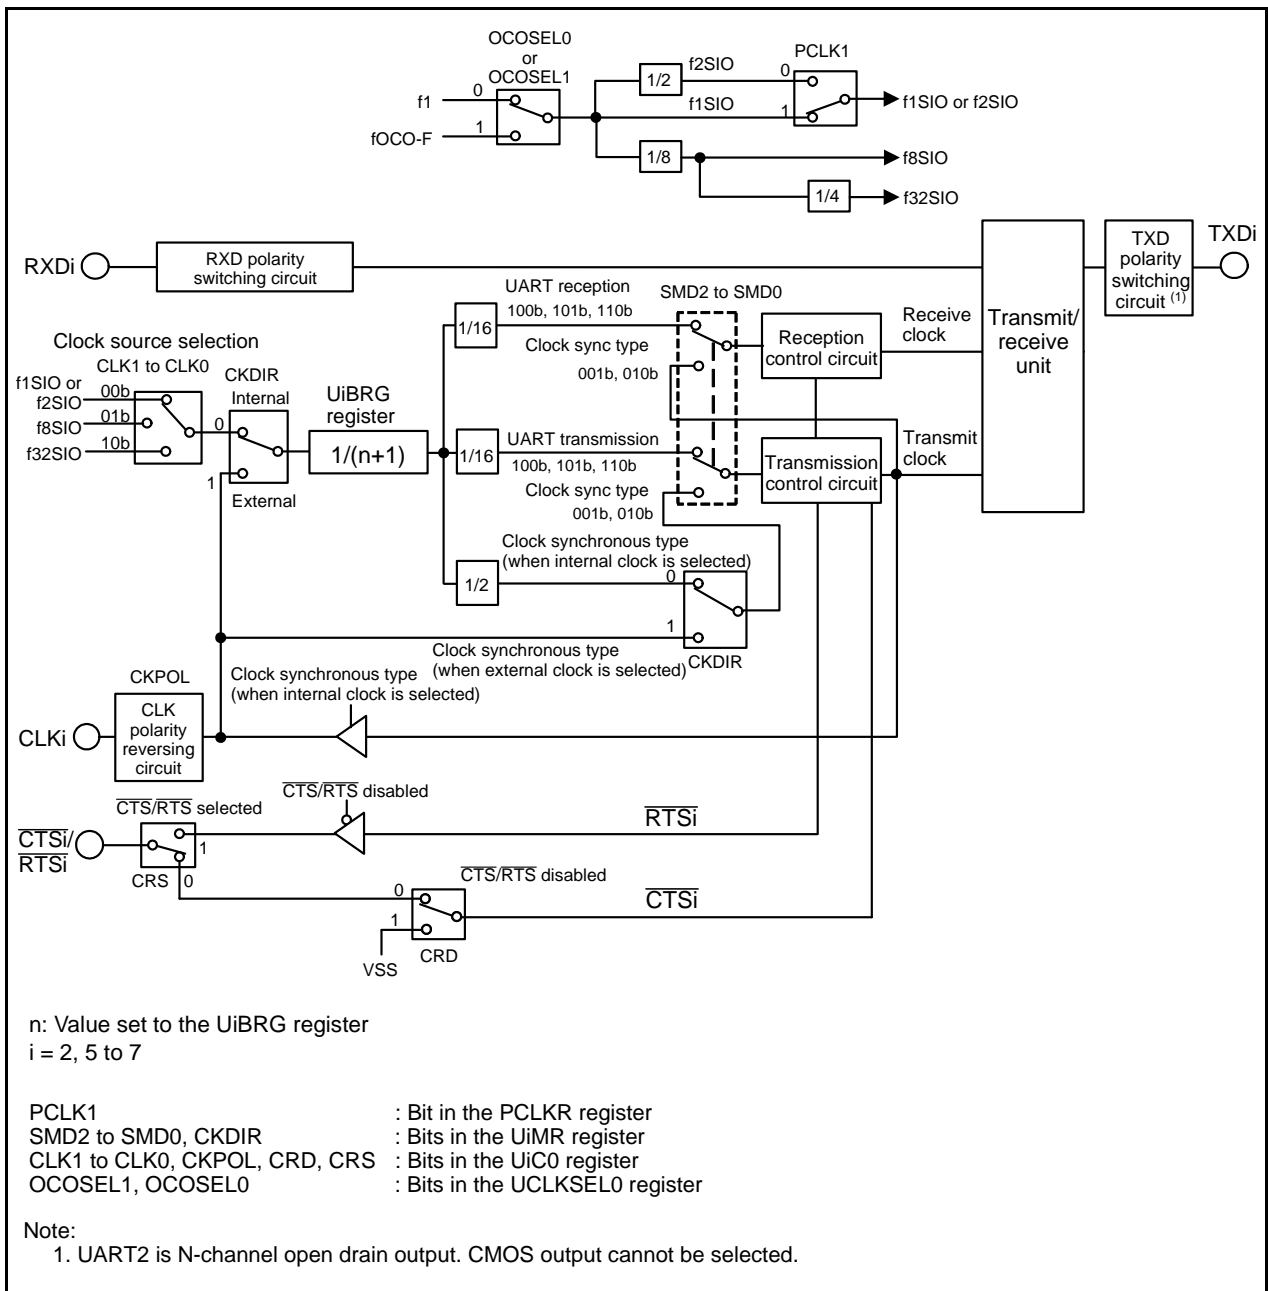 OCOSEL0
or
OCOSEL1
PCLK1
f2SIO
0
1/2
0
f1
f1SIO
1
f1SIO or f2SIO
1
fOCO-F
1/8
f8SIO
1/4
f32SIO
RXDi
RXD polarity
switching circuit
TXD
polarity
switching
circuit (1)
TXDi
UART reception
100b, 101b, 110b
SMD2 to SMD0
1/16
Clock sync type
001b, 010b
Reception
control circuit
Receive
clock
Transmit/
receive
unit
Clock source selection
CLK1 to CLK0
f1SIO or
f2SIO
00b
f8SIO
01b
f32SIO
10b
CKDIR
Internal
0
1
External
UiBRG
register
1/(n+1)
1/16
UART transmission
100b, 101b, 110b
Clock sync type
001b, 010b
Transmission
control circuit
Transmit
clock
Clock synchronous type
(when internal clock is selected)
1/2
0
1
CKDIR
Clock synchronous type
(when external clock is selected)
Clock synchronous type
(when internal clock is selected)
CKPOL
CLK
polarity
reversing
circuit
CLKi
CTS/RTS disabled
CTS/RTS selected
RTSi
CTSi/
RTSi
1
CRS
0
CTS/RTS disabled
0
CTSi
1
CRD
VSS
n: Value set to the UiBRG register
i = 2, 5 to 7
PCLK1 : Bit in the PCLKR register
SMD2 to SMD0, CKDIR : Bits in the UiMR register
CLK1 to CLK0, CKPOL, CRD, CRS : Bits in the UiC0 register
OCOSEL1, OCOSEL0 : Bits in the UCLKSEL0 register
Note:
1. UART2 is N-channel open drain output. CMOS output cannot be selected.